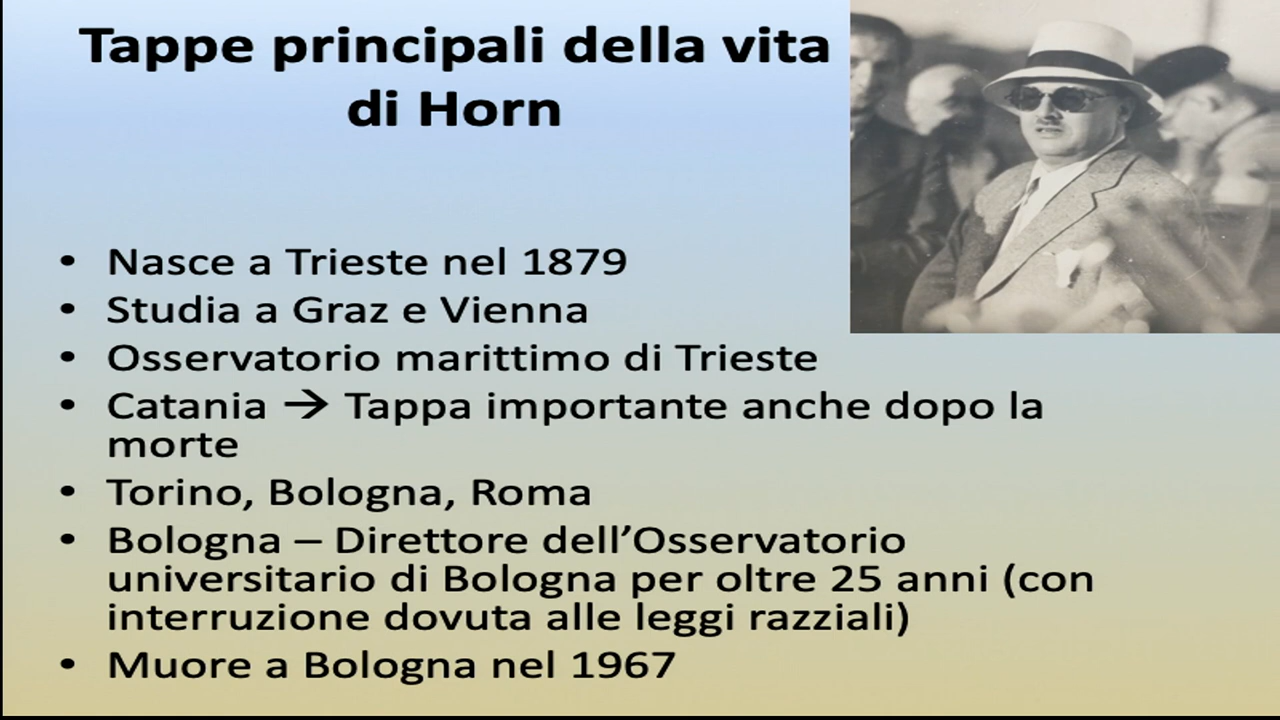 Tappe principali della vita
di Horn
• Nasce a Trieste nel 1879
• Studia a Graz e Vienna
• Osservatorio marittimo di Trieste
• Catania → Tappa importante anche dopo la
morte
• Torino, Bologna, Roma
• Bologna – Direttore dell’Osservatorio
universitario di Bologna per oltre 25 anni (con
interruzione dovuta alle leggi razziali)
• Muore a Bologna nel 1967